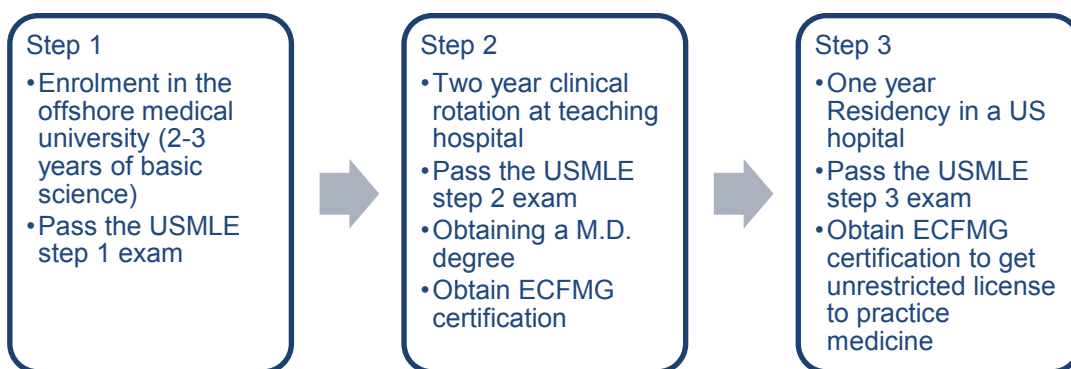 Step 1
•Enrolment in the
offshore medical
university (2-3
years of basic
science)
•Pass the USMLE
step 1 exam
Step 2
•Two year clinical
rotation at teaching
hospital
•Pass the USMLE
step 2 exam
•Obtaining a M.D.
degree
•Obtain ECFMG
certification
Step 3
•One year
Residency in a US
hopital
•Pass the USMLE
step 3 exam
•Obtain ECFMG
certification to get
unrestricted license
to practice
medicine